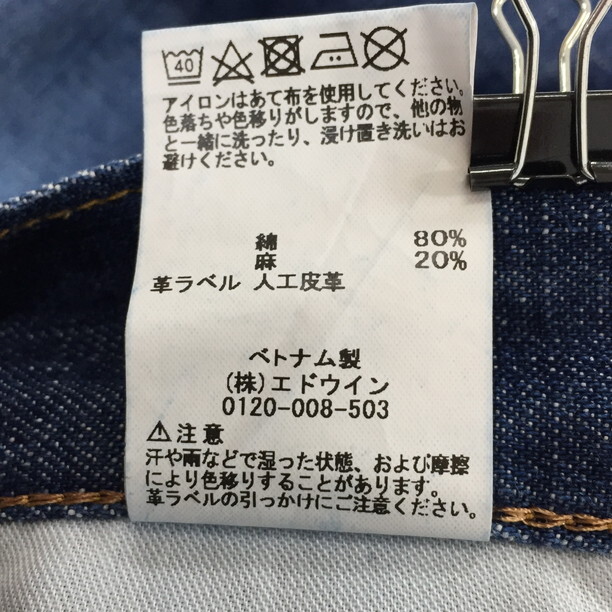 40
アイロンはあて布を使用してください。
色落ちや色移りがしますので、他の物
と一緒に洗ったり、浸け置き洗いはお
避けください。
綿 80%
麻 20%
革ラベル 人工皮革
ベトナム製
(株)エドウイン
0120-008-503
⚠注意
汗や雨などで湿った状態、および摩擦
により色移りすることがあります。
革ラベルの引っかけにご注意ください。